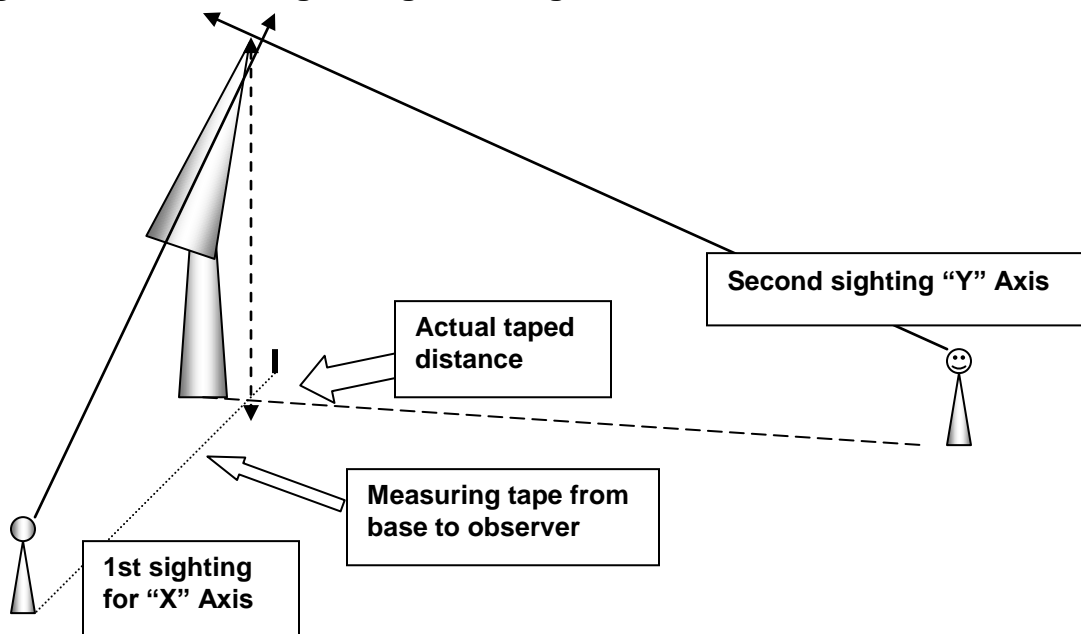 Second sighting “Y” Axis
Actual taped
distance
Measuring tape from
base to observer
1st sighting
for “X” Axis